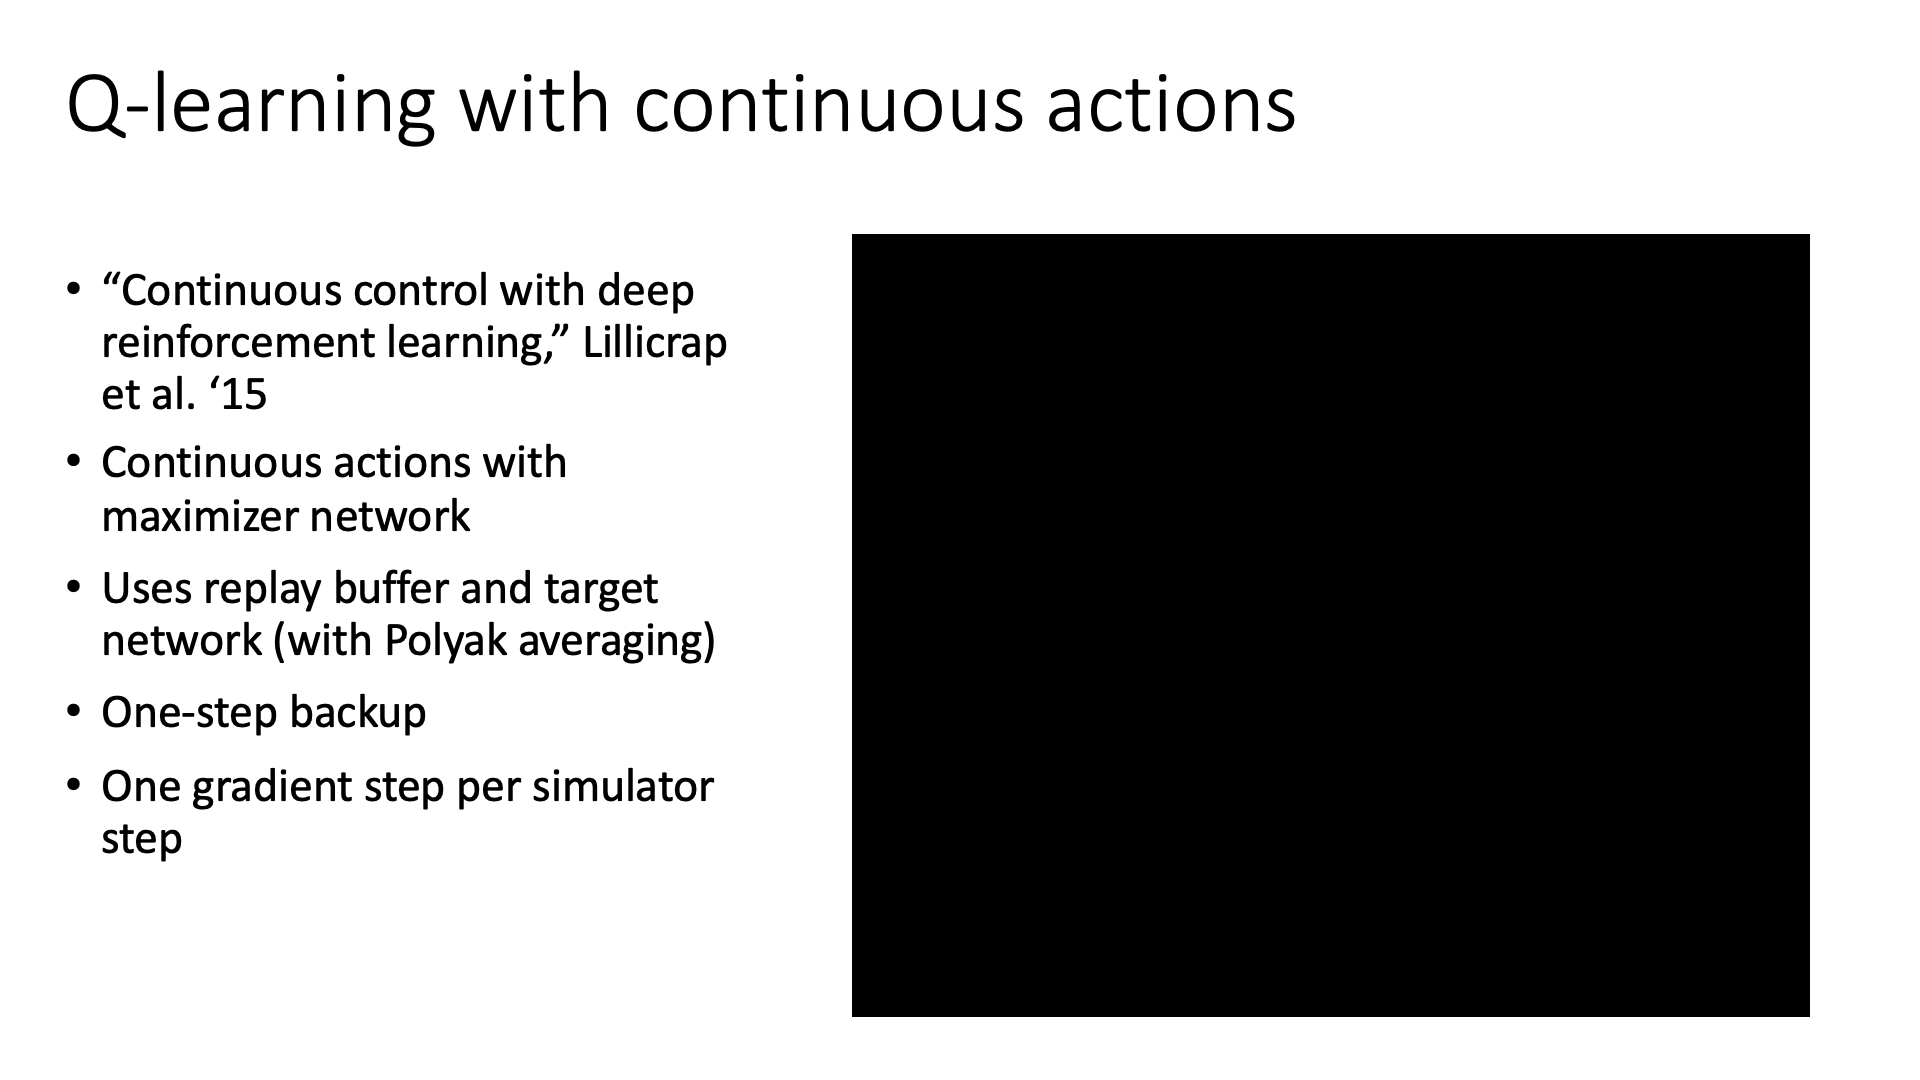 Q-learning with continuous actions
• “Continuous control with deep
reinforcement learning,” Lillicrap
et al. ‘15
• Continuous actions with
maximizer network
• Uses replay buffer and target
network (with Polyak averaging)
• One-step backup
• One gradient step per simulator
step